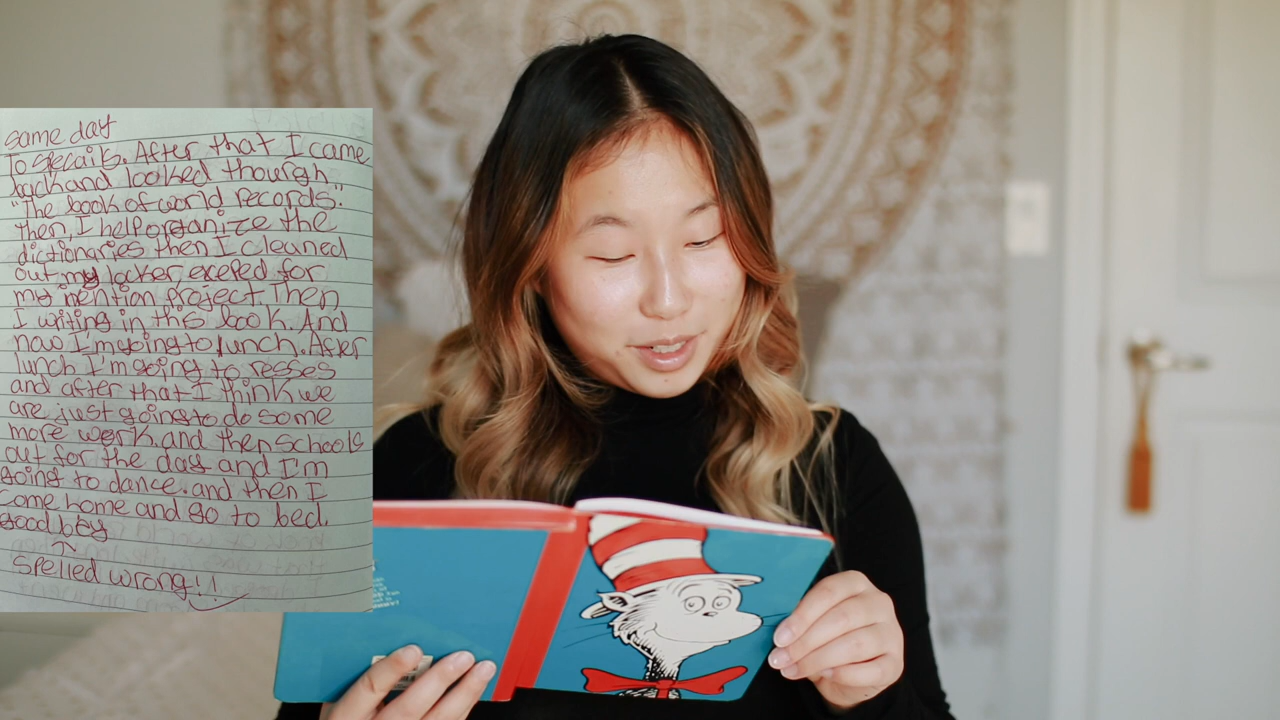 same day
To specails. After that I came
back and looked thourgh
"The book of world records."
then, I help organize the
dictionaries then I cleaned
out my locker exeped for
my inention project. Then
I witing in this book. And
now I'm going to lunch. After
lunch I'm going to resses
and after that I think we
are just going to do some
more work. and then schools
out for the day and I'm
going to dance. and then I
come home and go to bed.
good bby
spelled wrong!!